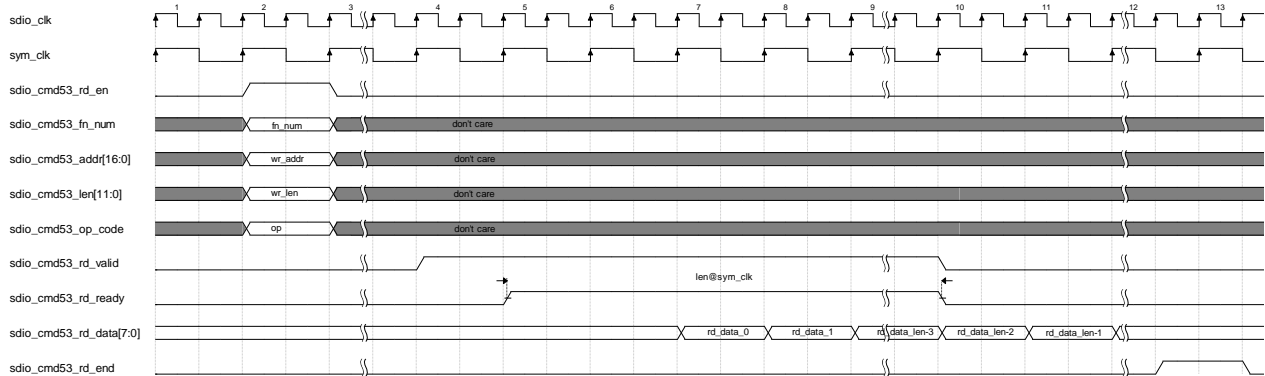 1 2 3 4 5 6 7 8 9 10 11 12 13
sdio_clk
sym_clk
sdio_cmd53_rd_en
sdio_cmd53_fn_num fn_num don't care
sdio_cmd53_addr[16:0] wr_addr don't care
sdio_cmd53_len[11:0] wr_len don't care
sdio_cmd53_op_code op don't care
sdio_cmd53_rd_valid
len@sym_clk
sdio_cmd53_rd_ready
sdio_cmd53_rd_data[7:0] rd_data_0 rd_data_1 rd_data_len-3 rd_data_len-2 rd_data_len-1
sdio_cmd53_rd_end